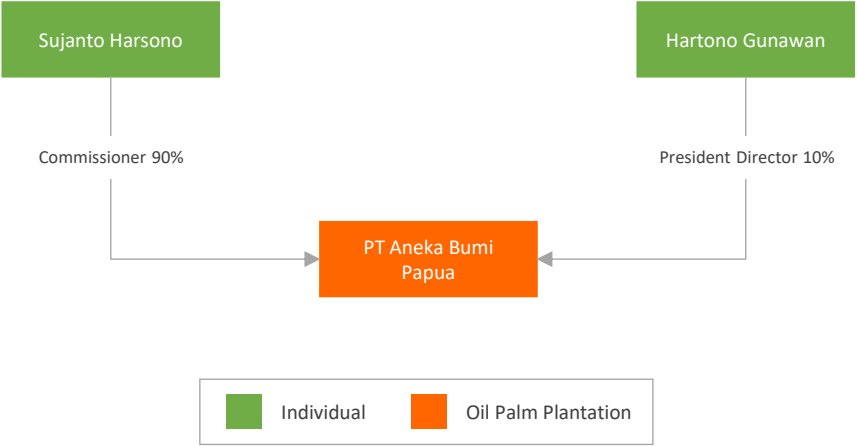 Sujanto Harsono
Hartono Gunawan
Commissioner 90%
President Director 10%
PT Aneka Bumi
Papua
Individual
Oil Palm Plantation